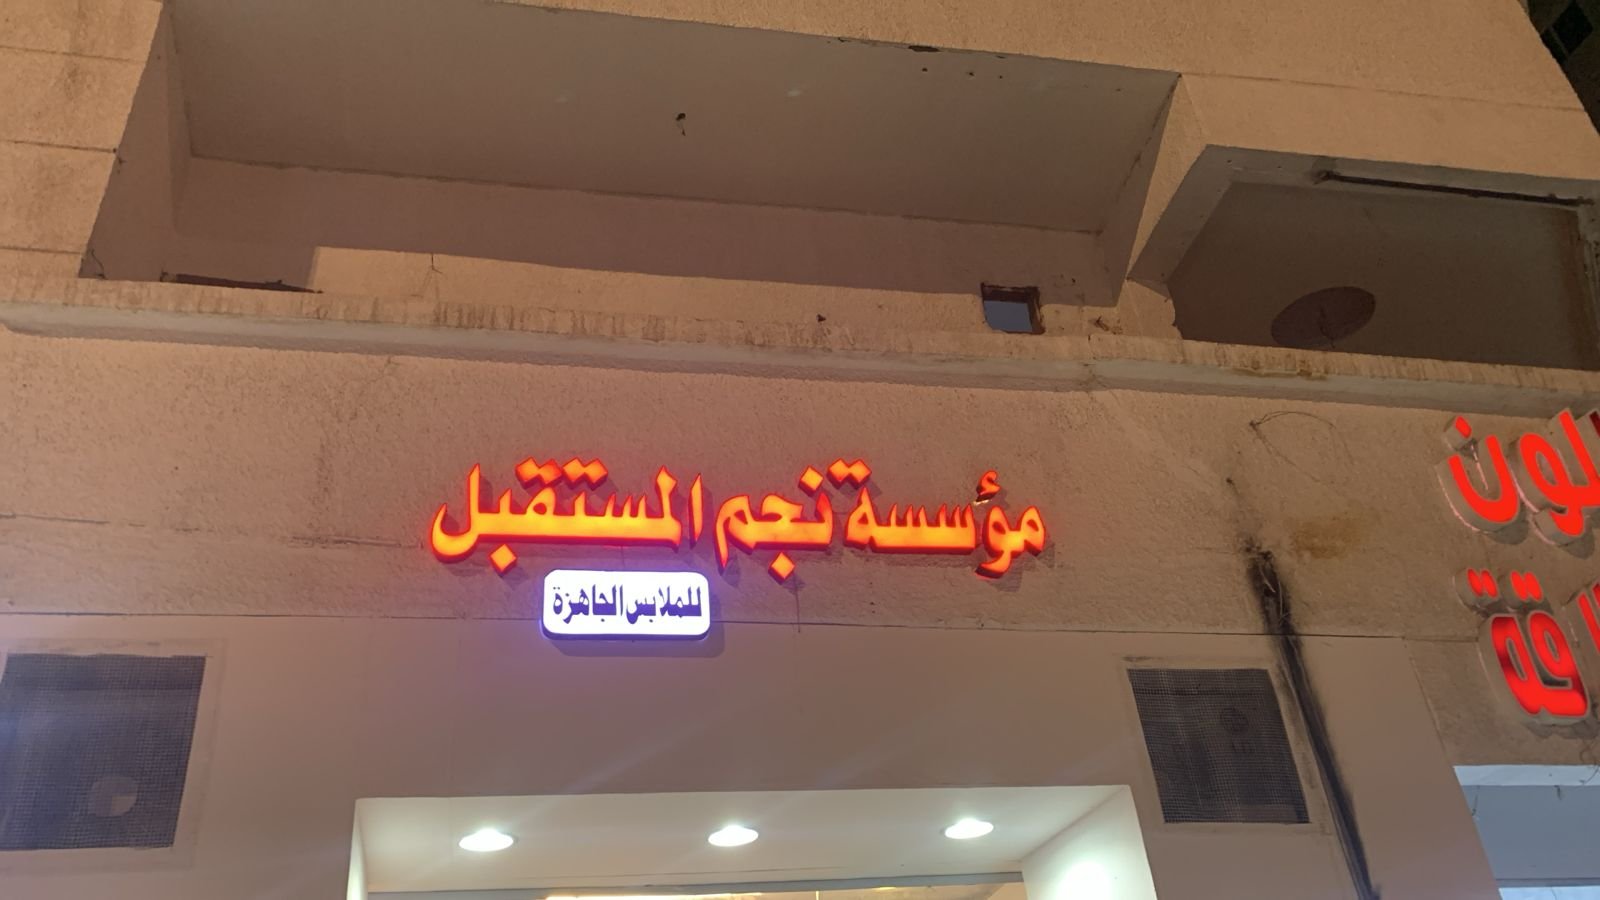 مؤسسة نجم المستقبل
للملابس الجاهزة